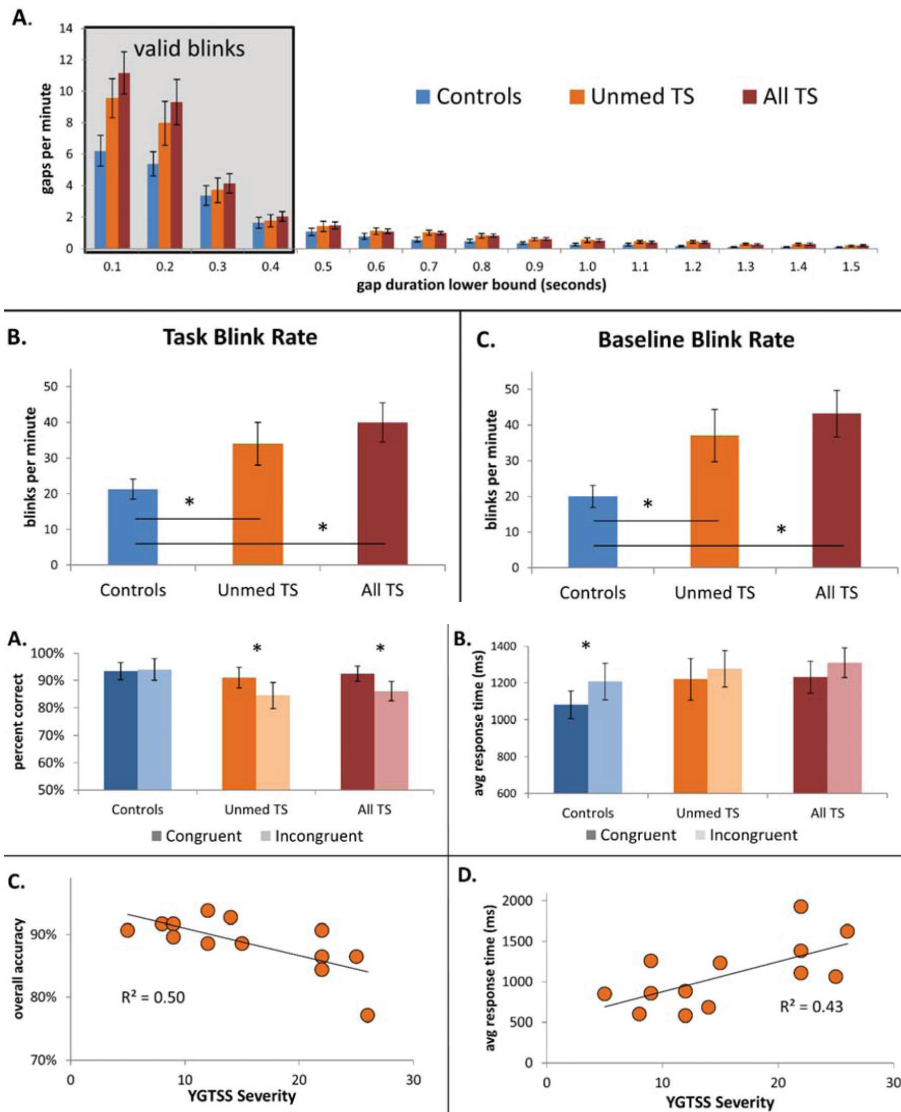 A.
14
12
10
8
6
4
2
0
gaps per minute
valid blinks
Controls Unmed TS All TS
0.1 0.2 0.3 0.4 0.5 0.6 0.7 0.8 0.9 1.0 1.1 1.2 1.3 1.4 1.5
gap duration lower bound (seconds)
B. Task Blink Rate
50
40
30
20
10
0
blinks per minute
*
*
Controls Unmed TS All TS
C. Baseline Blink Rate
50
40
30
20
10
0
blinks per minute
*
*
Controls Unmed TS All TS
A.
100%
90%
80%
70%
60%
50%
percent correct
* *
Controls Unmed TS All TS
Congruent Incongruent
B.
1400
1200
1000
800
600
avg response time (ms)
*
Controls Unmed TS All TS
Congruent Incongruent
C.
90%
80%
70%
overall accuracy
R² = 0.50
0 10 20 30
YGTSS Severity
D.
2000
1500
1000
500
0
avg response time (ms)
R² = 0.43
0 10 20 30
YGTSS Severity